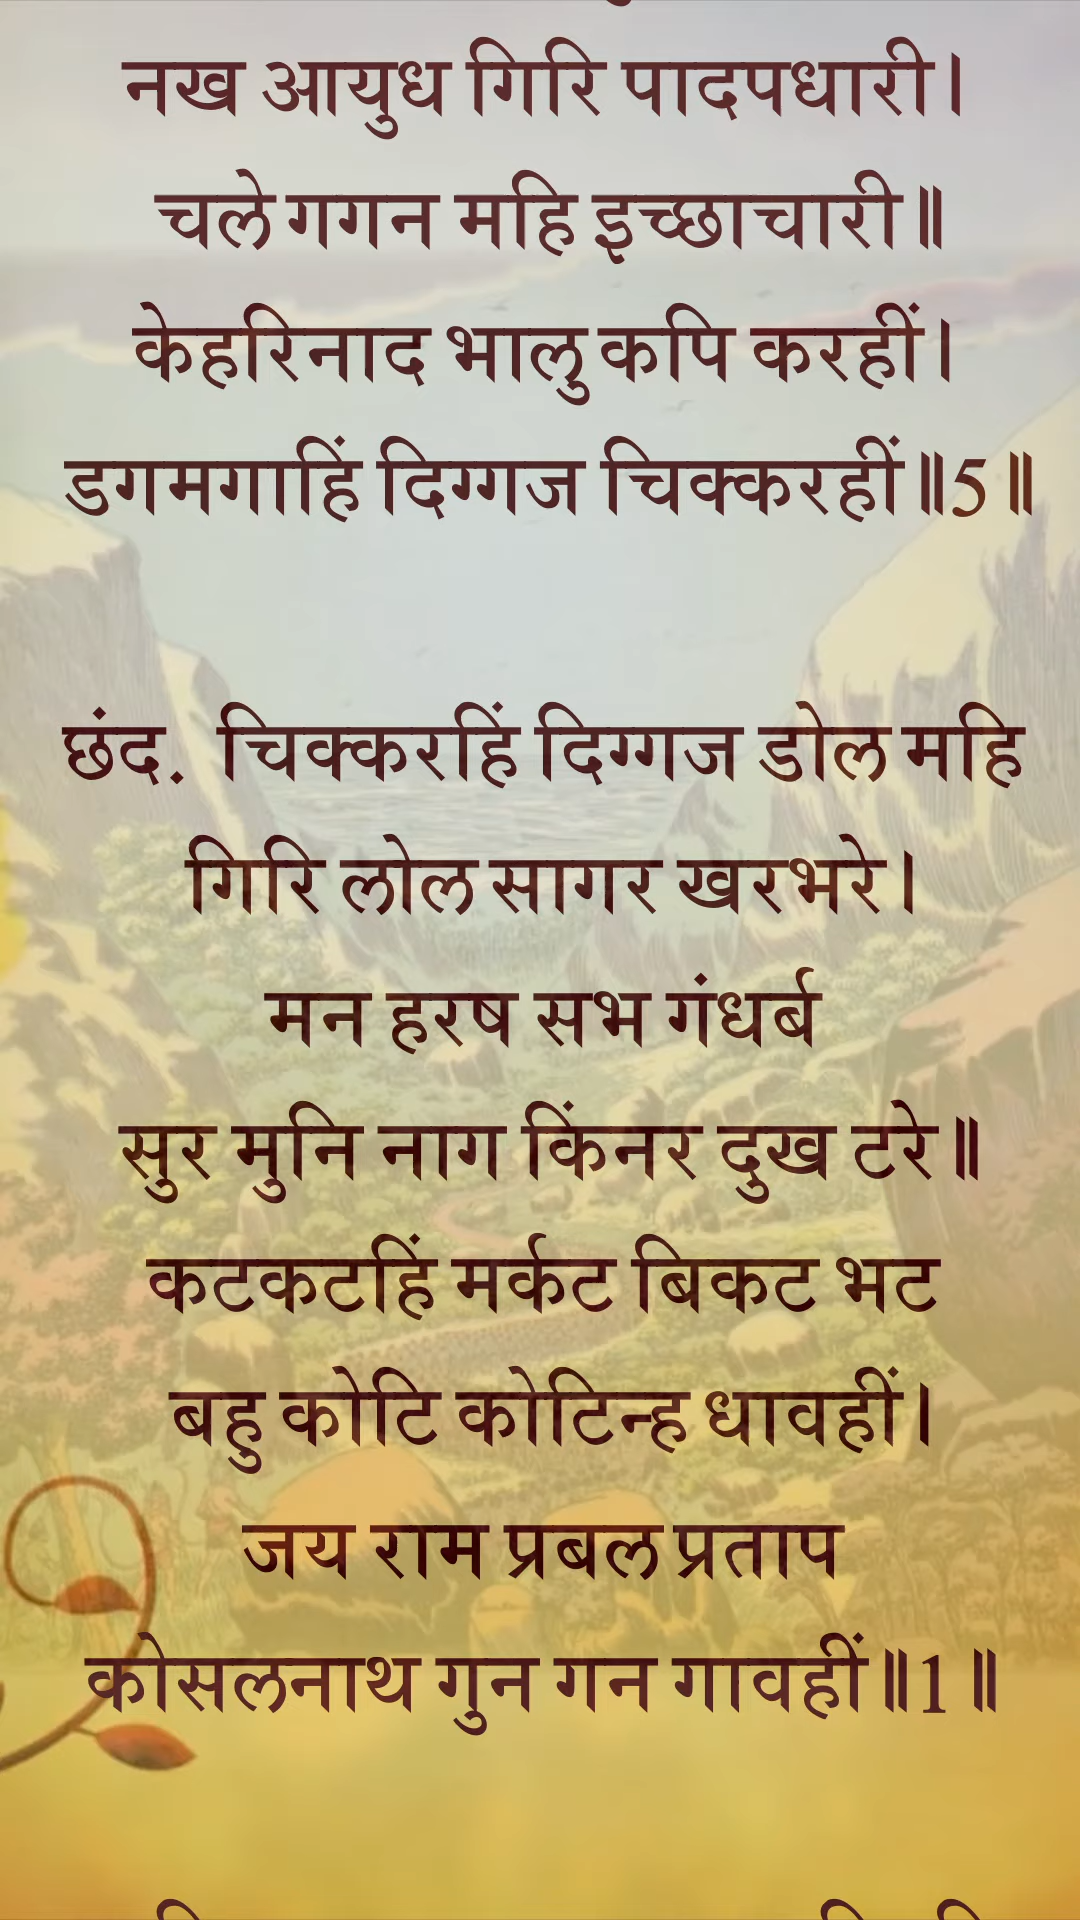 नख आयुध गिरि पादपधारी।
चले गगन महि इच्छाचारी॥
केहरिनाद भालु कपि करहीं।
डगमगाहिं दिग्गज चिक्करहीं॥5॥
छंद. चिक्करहिं दिग्गज डोल महि
गिरि लोल सागर खरभरे।
मन हरष सभ गंधर्ब
सुर मुनि नाग किंनर दुख टरे॥
कटकटहिं मर्कट बिकट भट
बहु कोटि कोटिन्ह धावहीं।
जय राम प्रबल प्रताप
कोसलनाथ गुन गन गावहीं॥1॥